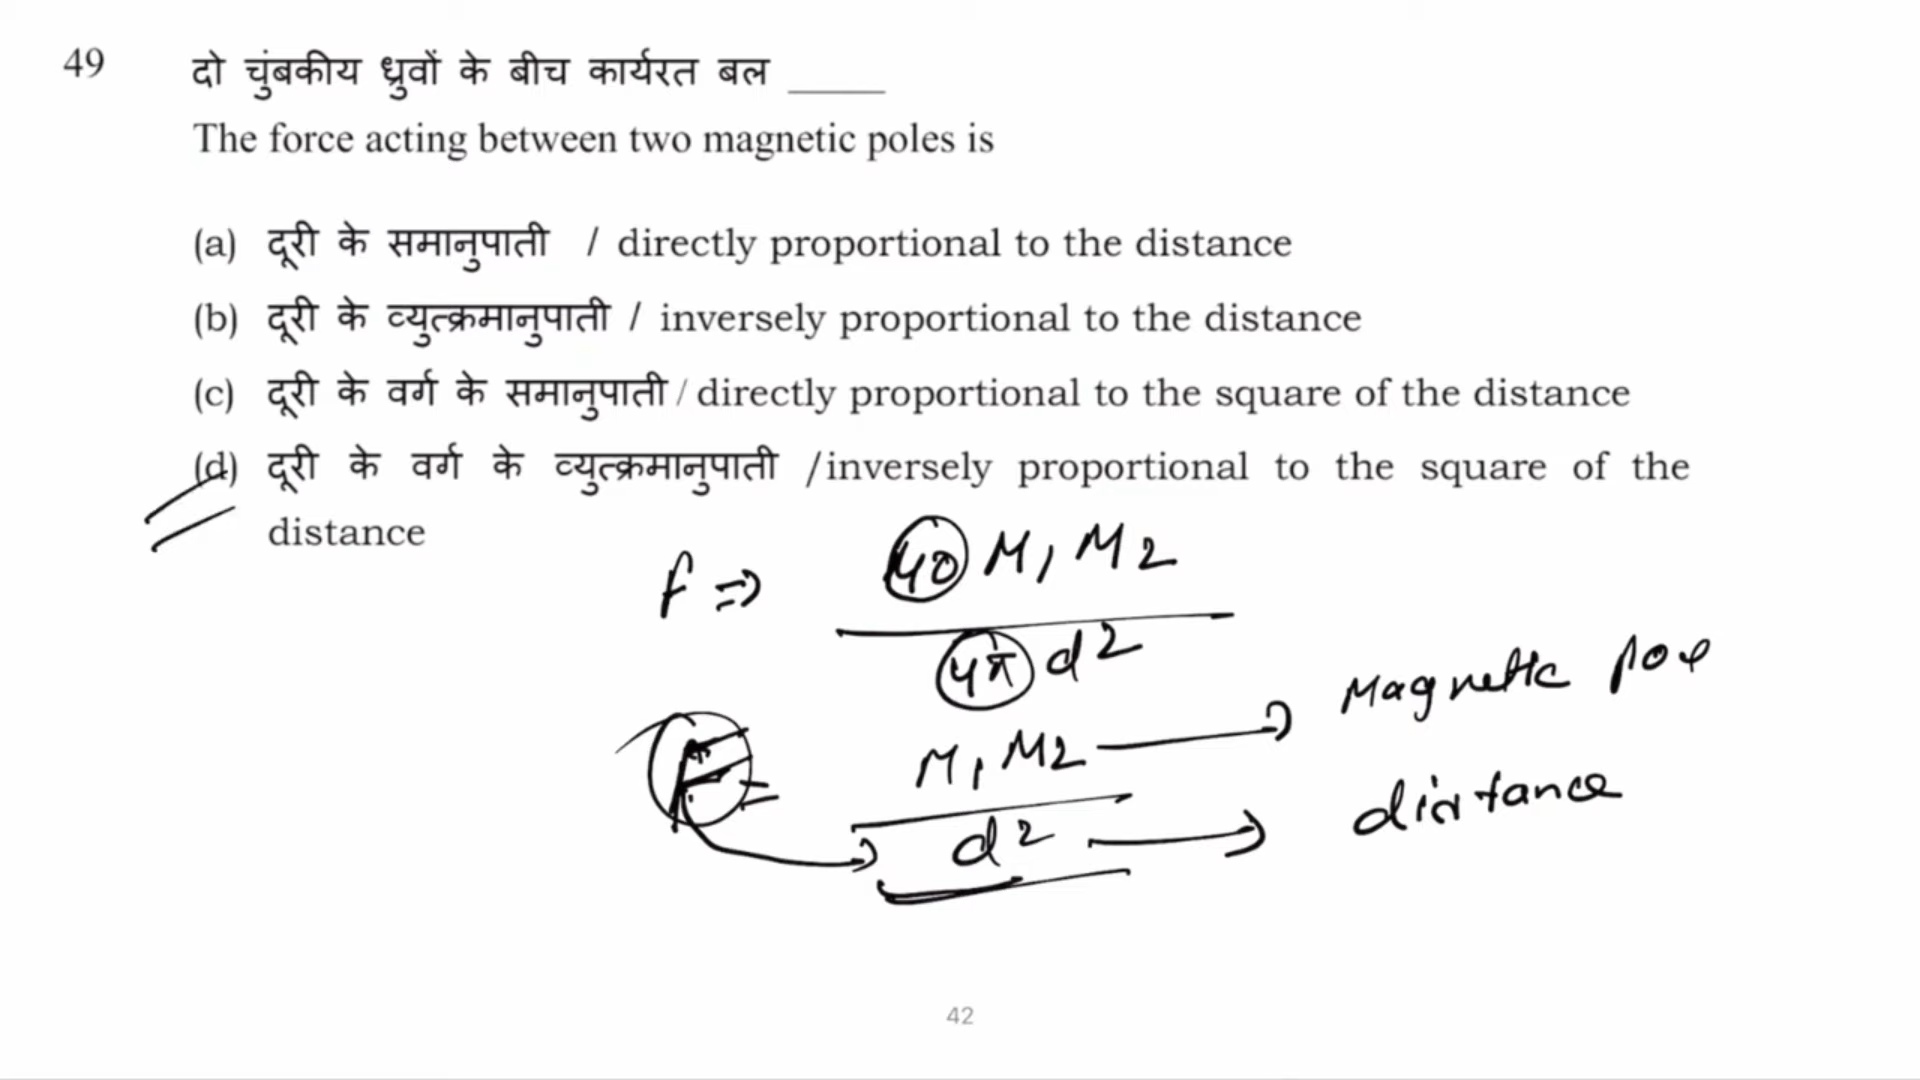 49 दो चुंबकीय ध्रुवों के बीच कार्यरत बल _____
The force acting between two magnetic poles is
(a) दूरी के समानुपाती / directly proportional to the distance
(b) दूरी के व्युत्क्रमानुपाती / inversely proportional to the distance
(c) दूरी के वर्ग के समानुपाती / directly proportional to the square of the distance
(d) दूरी के वर्ग के व्युत्क्रमानुपाती /inversely proportional to the square of the
distance
F ⇒ μ0 M1 M2
4π d2
M1 M2 → Magnetic
F = d2 → distance
42